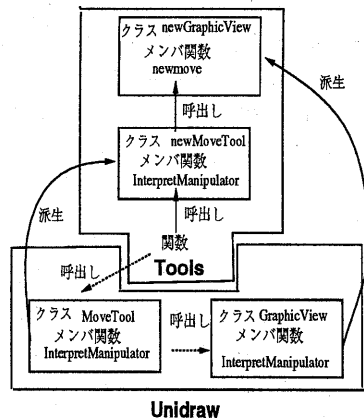 クラス newGraphicView
メンバ関数
newmove
派生
呼出し
クラス newMoveTool
メンバ関数
InterpretManipulator
派生
呼出し
関数
呼出し
Tools
クラス MoveTool
メンバ関数
InterpretManipulator
呼出し
クラス GraphicView
メンバ関数
InterpretManipulator
Unidraw